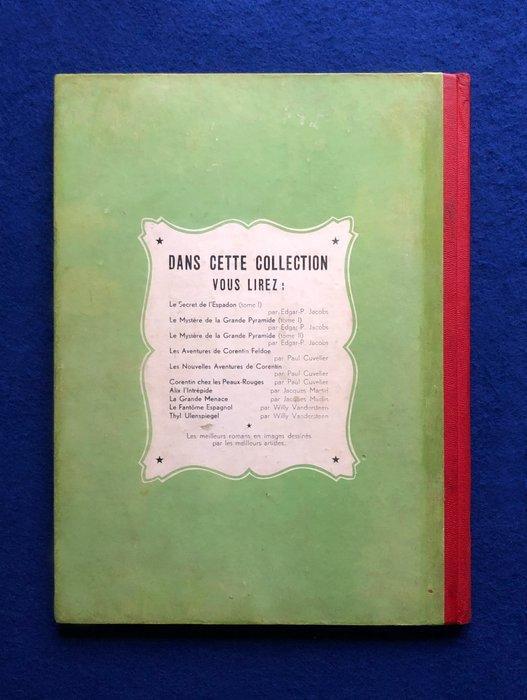 DANS CETTE COLLECTION
VOUS LIREZ :
Le Secret de l'Espadon (tome I)
par Edgar-P. Jacobs
Le Mystère de la Grande Pyramide (tome I)
par Edgar-P. Jacobs
Le Mystère de la Grande Pyramide (tome II)
par Edgar-P. Jacobs
Les Aventures de Corentin Feldoe
par Paul Cuvelier
Les Nouvelles Aventures de Corentin
par Paul Cuvelier
Corentin chez les Peaux-Rouges par Paul Cuvelier
Alix l'Intrépide par Jacques Martin
La Grande Menace par Jacques Martin
Le Fantôme Espagnol par Willy Vandersteen
Thyl Ulenspiegel par Willy Vandersteen
Les meilleurs romans en images dessinés
par les meilleurs artistes.